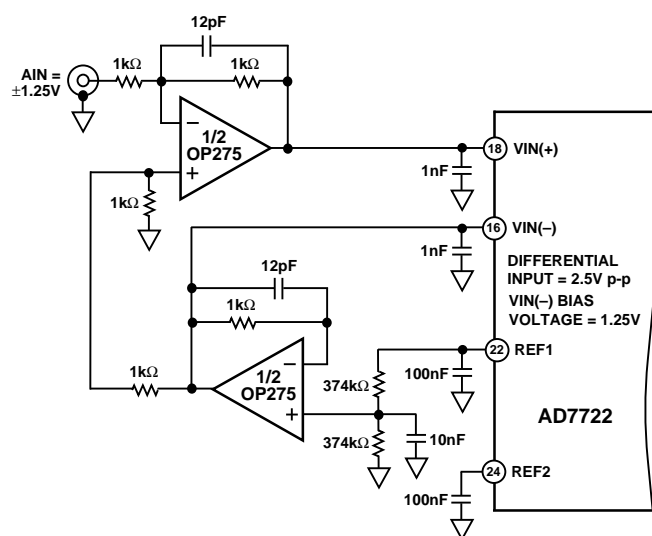 12pF
AIN =
±1.25V
1kΩ
1kΩ
1/2
OP275
−
+
1kΩ
1nF
18
VIN(+)
16
VIN(–)
1nF
12pF
1kΩ
DIFFERENTIAL
INPUT = 2.5V p-p
VIN(–) BIAS
VOLTAGE = 1.25V
1kΩ
1/2
OP275
−
+
374kΩ
374kΩ
10nF
100nF
22
REF1
AD7722
24
REF2
100nF